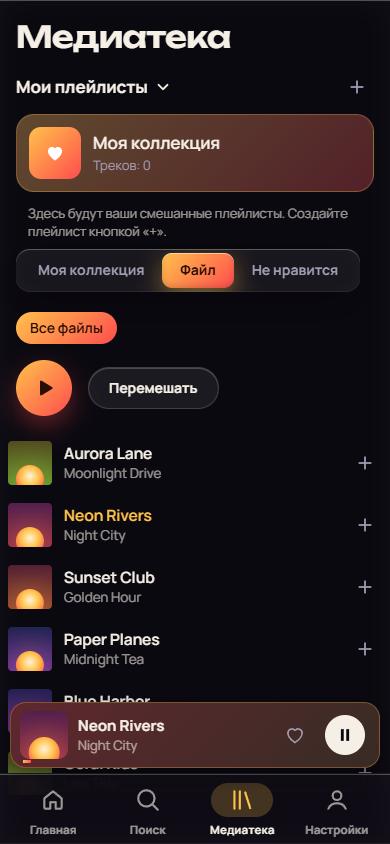 Медиатека
Мои плейлисты
Моя коллекция
Треков: 0
Здесь будут ваши смешанные плейлисты. Создайте
плейлист кнопкой «+».
Моя коллекция Файл Не нравится
Все файлы
Перемешать
Aurora Lane
Moonlight Drive
Neon Rivers
Night City
Sunset Club
Golden Hour
Paper Planes
Midnight Tea
Blue Harbor
Neon Rivers
Night City
Главная Поиск Медиатека Настройки